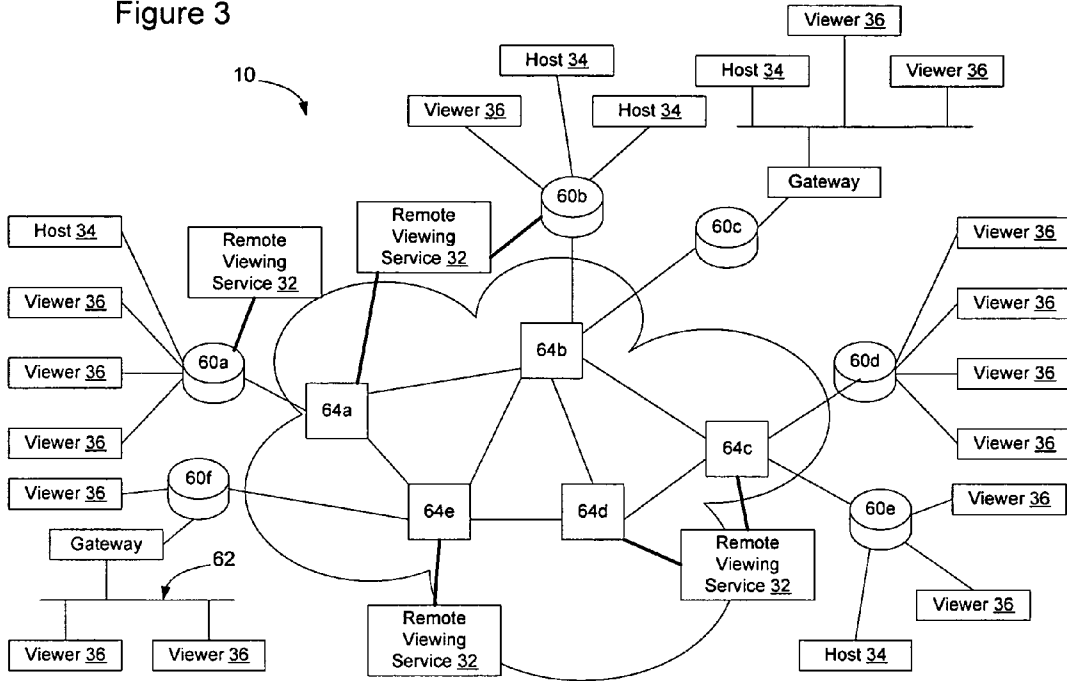 Figure 3
Viewer 36
10
Host 34
Host 34
Viewer 36
Viewer 36
Host 34
Gateway
60b
60c
Host 34
Remote
Viewing
Service 32
Remote
Viewing
Service 32
Viewer 36
Viewer 36
Viewer 36
60a
64b
60d
Viewer 36
Viewer 36
64a
Viewer 36
Viewer 36
64c
60f
Viewer 36
64e
64d
60e
Viewer 36
Gateway
Remote
Viewing
Service 32
62
Viewer 36
Remote
Viewing
Service 32
Viewer 36
Viewer 36
Host 34